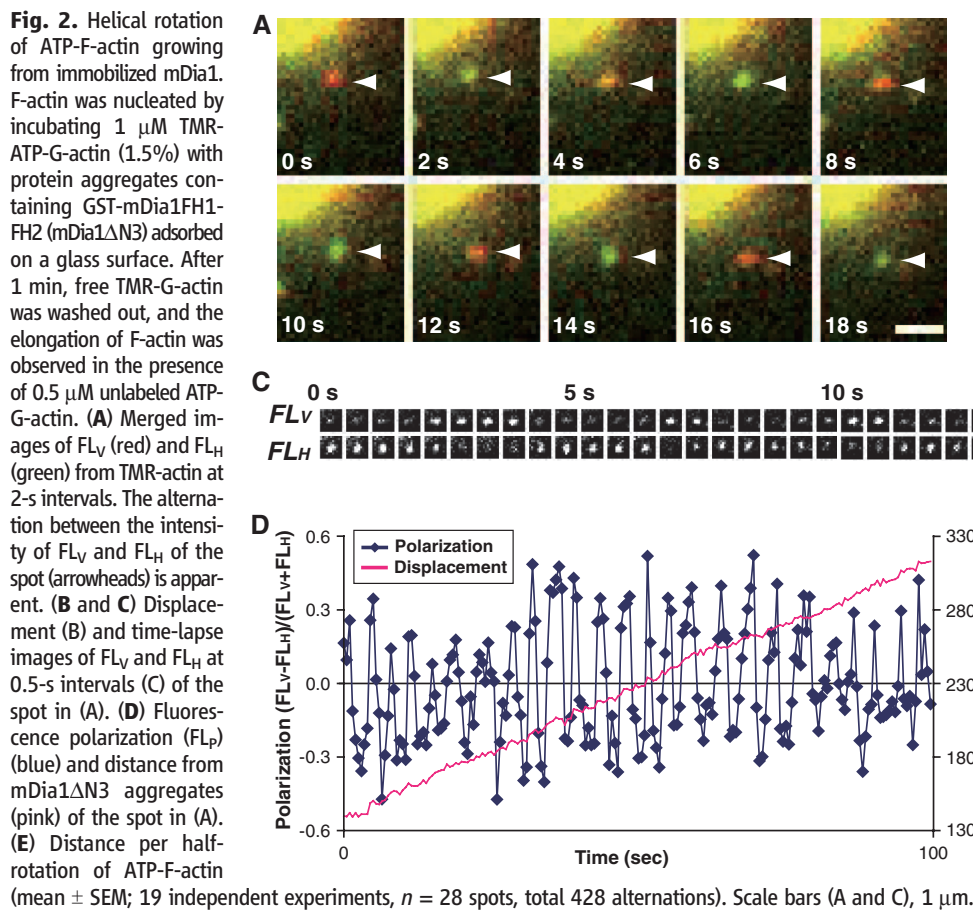 Fig. 2. Helical rotation
of ATP-F-actin growing
from immobilized mDia1.
F-actin was nucleated by
incubating 1 μM TMR-
ATP-G-actin (1.5%) with
protein aggregates con-
taining GST-mDia1FH1-
FH2 (mDia1ΔN3) adsorbed
on a glass surface. After
1 min, free TMR-G-actin
was washed out, and the
elongation of F-actin was
observed in the presence
of 0.5 μM unlabeled ATP-
G-actin. (A) Merged im-
ages of FLV (red) and FLH
(green) from TMR-actin at
2-s intervals. The alterna-
tion between the intensi-
ty of FLV and FLH of the
spot (arrowheads) is appar-
ent. (B and C) Displace-
ment (B) and time-lapse
images of FLV and FLH at
0.5-s intervals (C) of the
spot in (A). (D) Fluores-
cence polarization (FLP)
(blue) and distance from
mDia1ΔN3 aggregates
(pink) of the spot in (A).
(E) Distance per half-
rotation of ATP-F-actin
(mean ± SEM; 19 independent experiments, n = 28 spots, total 428 alternations). Scale bars (A and C), 1 μm.
A
0 s 2 s 4 s 6 s 8 s
10 s 12 s 14 s 16 s 18 s
C
0 s 5 s 10 s
FLV
FLH
D
Polarization (FLV-FLH)/(FLV+FLH)
0.6
0.3
0.0
-0.3
-0.6
Polarization
Displacement
330
280
230
180
130
0 100
Time (sec)